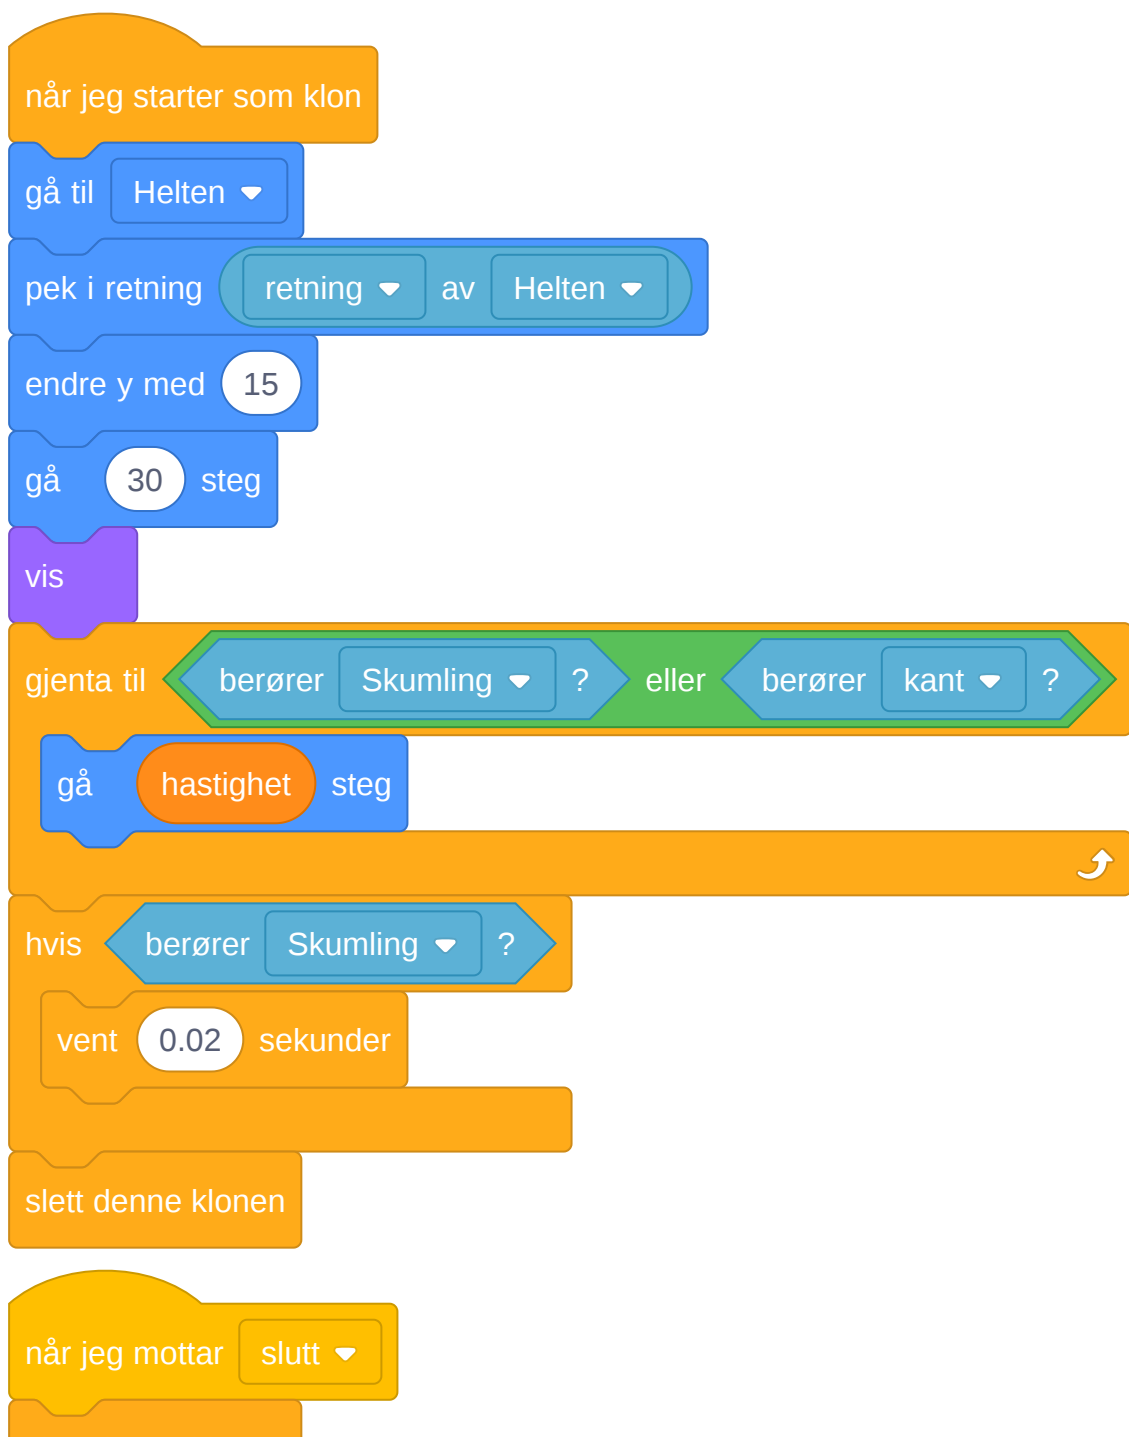 når jeg starter som klon
gå til Helten
pek i retning retning av Helten
endre y med 15
gå 30 steg
vis
gjenta til berører Skumling ? eller berører kant ?
gå hastighet steg
hvis berører Skumling ?
vent 0.02 sekunder
slett denne klonen
når jeg mottar slutt